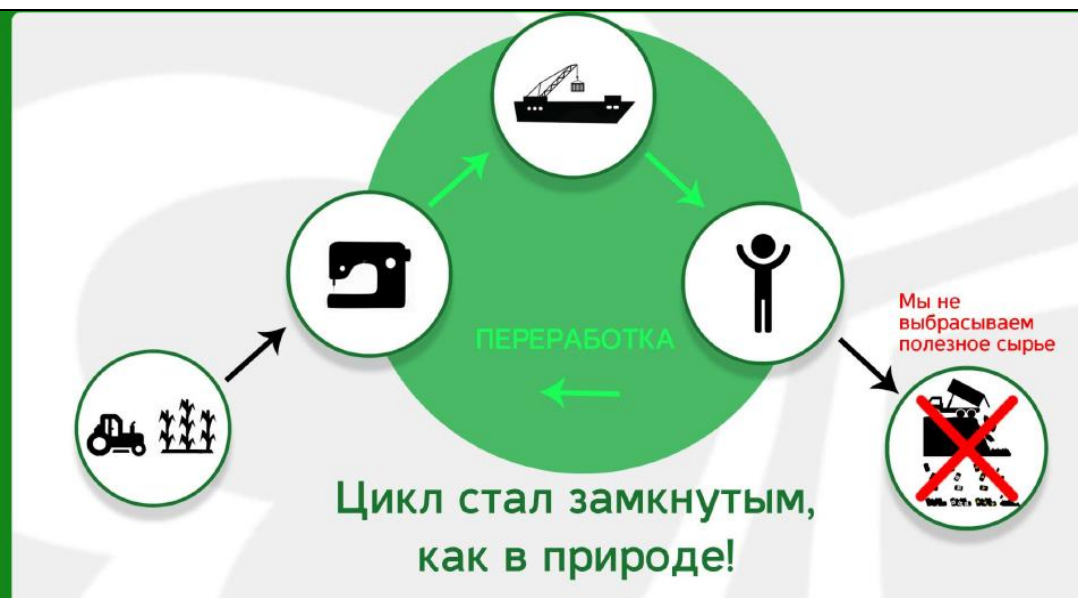 Мы не
выбрасываем
полезное сырье
ПЕРЕРАБОТКА
Цикл стал замкнутым,
как в природе!